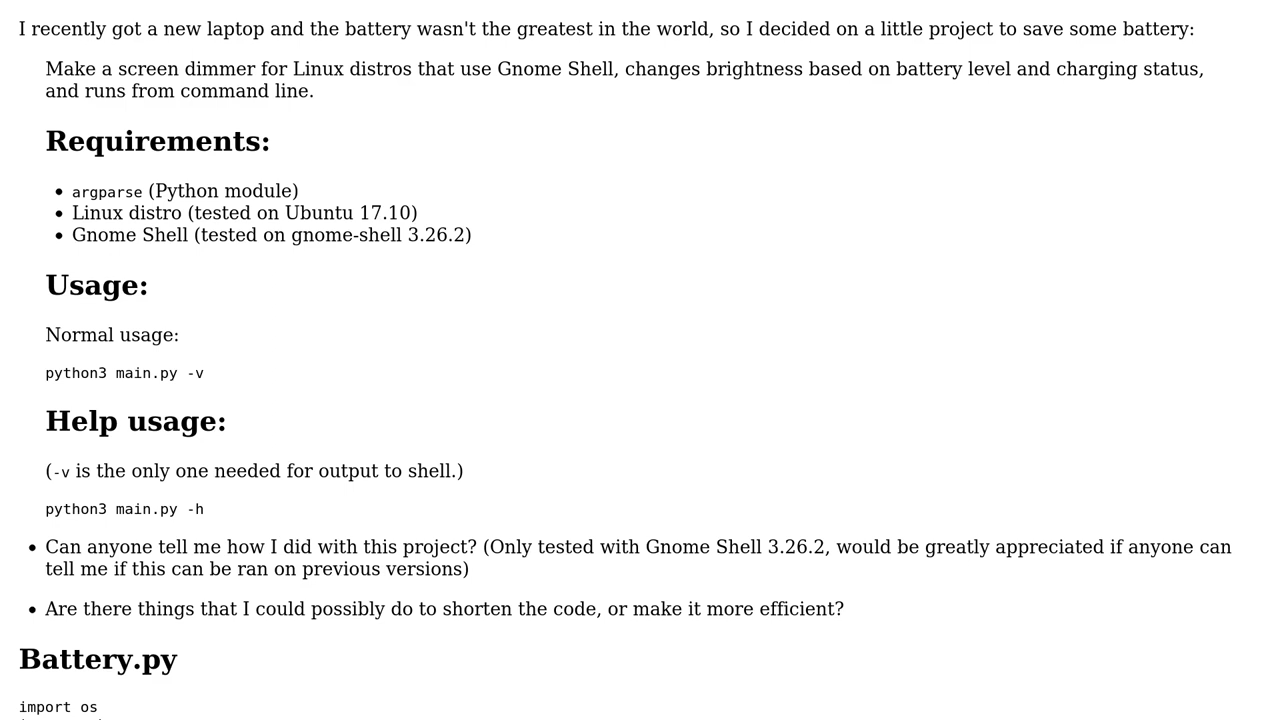 I recently got a new laptop and the battery wasn't the greatest in the world, so I decided on a little project to save some battery:
Make a screen dimmer for Linux distros that use Gnome Shell, changes brightness based on battery level and charging status,
and runs from command line.
Requirements:
• argparse (Python module)
• Linux distro (tested on Ubuntu 17.10)
• Gnome Shell (tested on gnome-shell 3.26.2)
Usage:
Normal usage:
python3 main.py -v
Help usage:
(-v is the only one needed for output to shell.)
python3 main.py -h
• Can anyone tell me how I did with this project? (Only tested with Gnome Shell 3.26.2, would be greatly appreciated if anyone can
tell me if this can be ran on previous versions)
• Are there things that I could possibly do to shorten the code, or make it more efficient?
Battery.py
import os